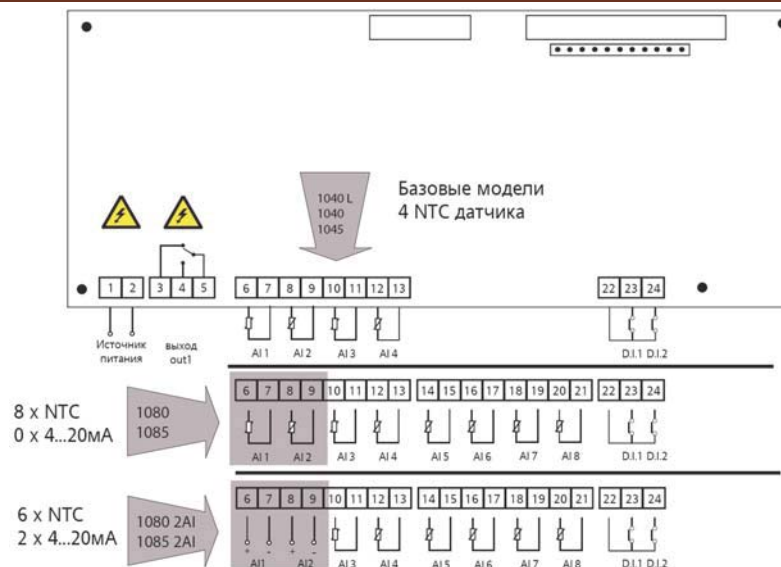 1040 L
1040
1045
Базовые модели
4 NTC датчика
1 2 3 4 5 6 7 8 9 10 11 12 13 22 23 24
Источник питания
выход out1
AI 1 AI 2 AI 3 AI 4 D.I.1 D.I.2
8 x NTC
0 x 4...20мА
1080
1085
6 7 8 9 10 11 12 13 14 15 16 17 18 19 20 21 22 23 24
AI 1 AI 2 AI 3 AI 4 AI 5 AI 6 AI 7 AI 8 D.I.1 D.I.2
6 x NTC
2 x 4...20мА
1080 2AI
1085 2AI
6 7 8 9 10 11 12 13 14 15 16 17 18 19 20 21 22 23 24
+ - + -
AI1 AI2 AI3 AI4 AI5 AI6 AI7 AI8 D.I.1 D.I.2